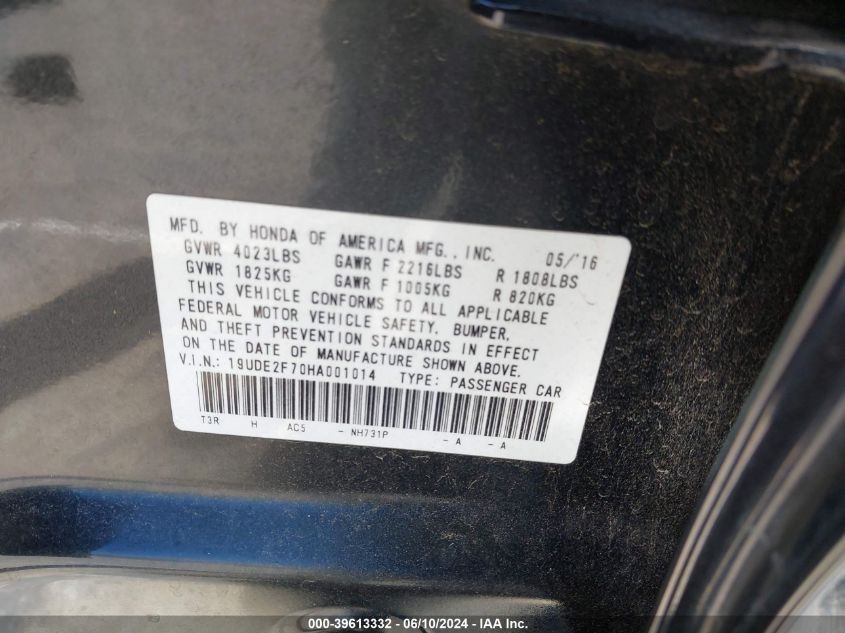 MFD. BY HONDA OF AMERICA MFG., INC. 05/'16
GVWR 4023LBS GAWR F 2216LBS R 1808LBS
GVWR 1825KG GAWR F 1005KG R 820KG
THIS VEHICLE CONFORMS TO ALL APPLICABLE
FEDERAL MOTOR VEHICLE SAFETY, BUMPER,
AND THEFT PREVENTION STANDARDS IN EFFECT
ON THE DATE OF MANUFACTURE SHOWN ABOVE.
V.I.N.: 19UDE2F70HA001014 TYPE: PASSENGER CAR
T3R H AC5 - NH731P - A - A
000-39613332 - 06/10/2024 - IAA Inc.